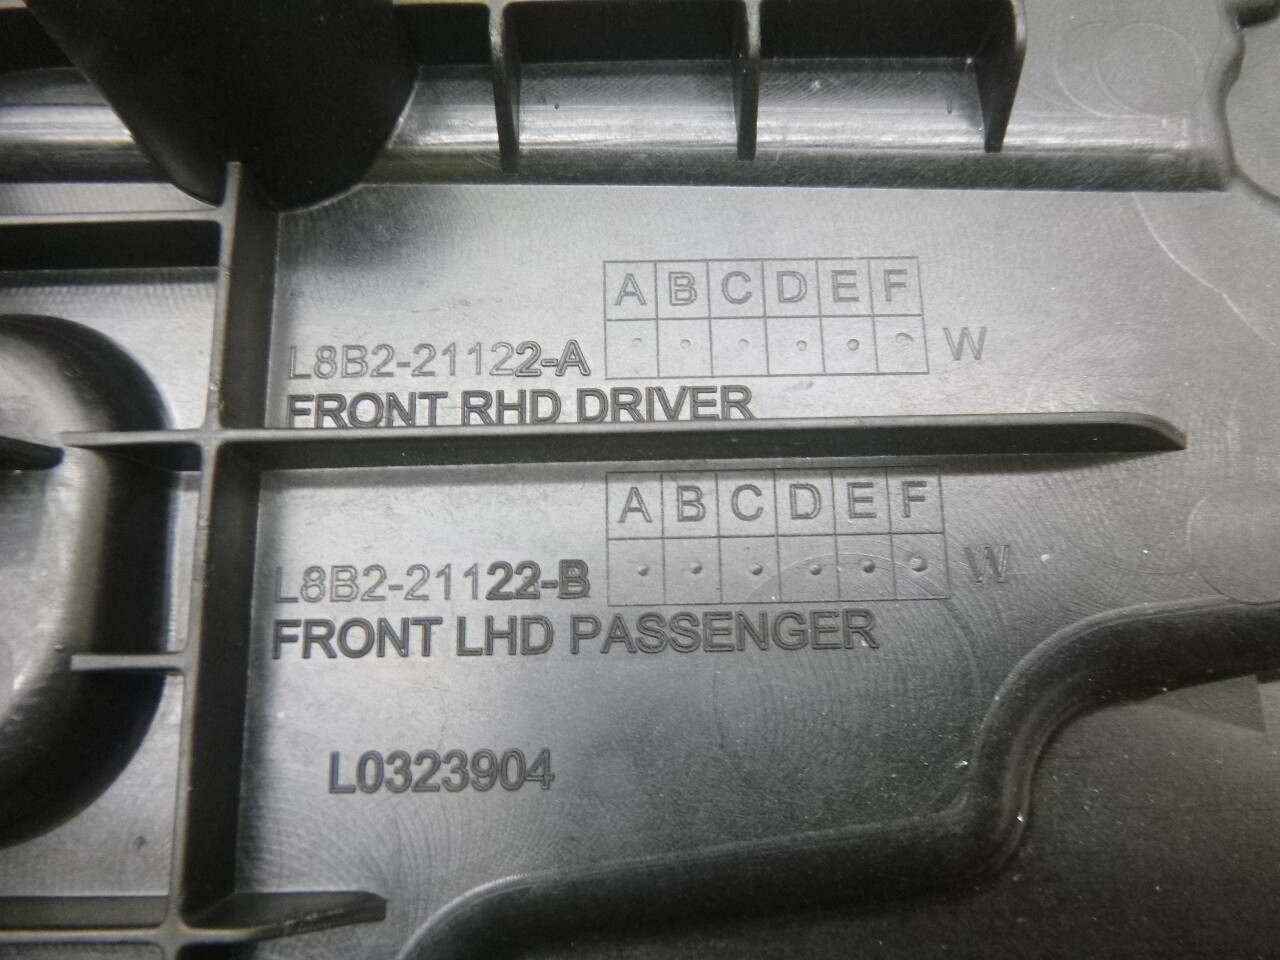 A B C D E F
L8B2-21122-A
W
FRONT RHD DRIVER
A B C D E F
L8B2-21122-B
W
FRONT LHD PASSENGER
L0323904